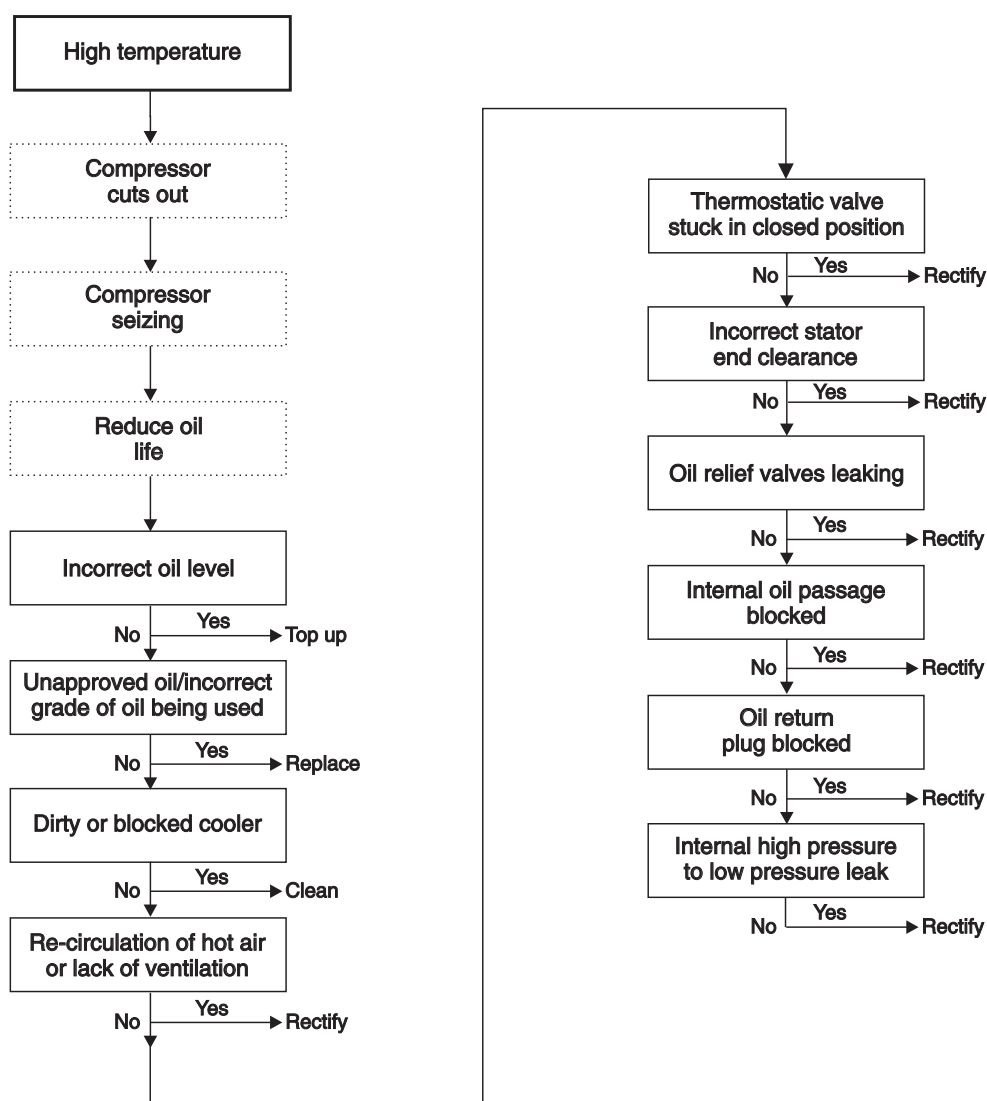 High temperature
Compressor
cuts out
Compressor
seizing
Reduce oil
life
Incorrect oil level
No
Yes
Top up
Unapproved oil/incorrect
grade of oil being used
No
Yes
Replace
Dirty or blocked cooler
No
Yes
Clean
Re-circulation of hot air
or lack of ventilation
No
Yes
Rectify
Thermostatic valve
stuck in closed position
No
Yes
Rectify
Incorrect stator
end clearance
No
Yes
Rectify
Oil relief valves leaking
No
Yes
Rectify
Internal oil passage
blocked
No
Yes
Rectify
Oil return
plug blocked
No
Yes
Rectify
Internal high pressure
to low pressure leak
No
Yes
Rectify